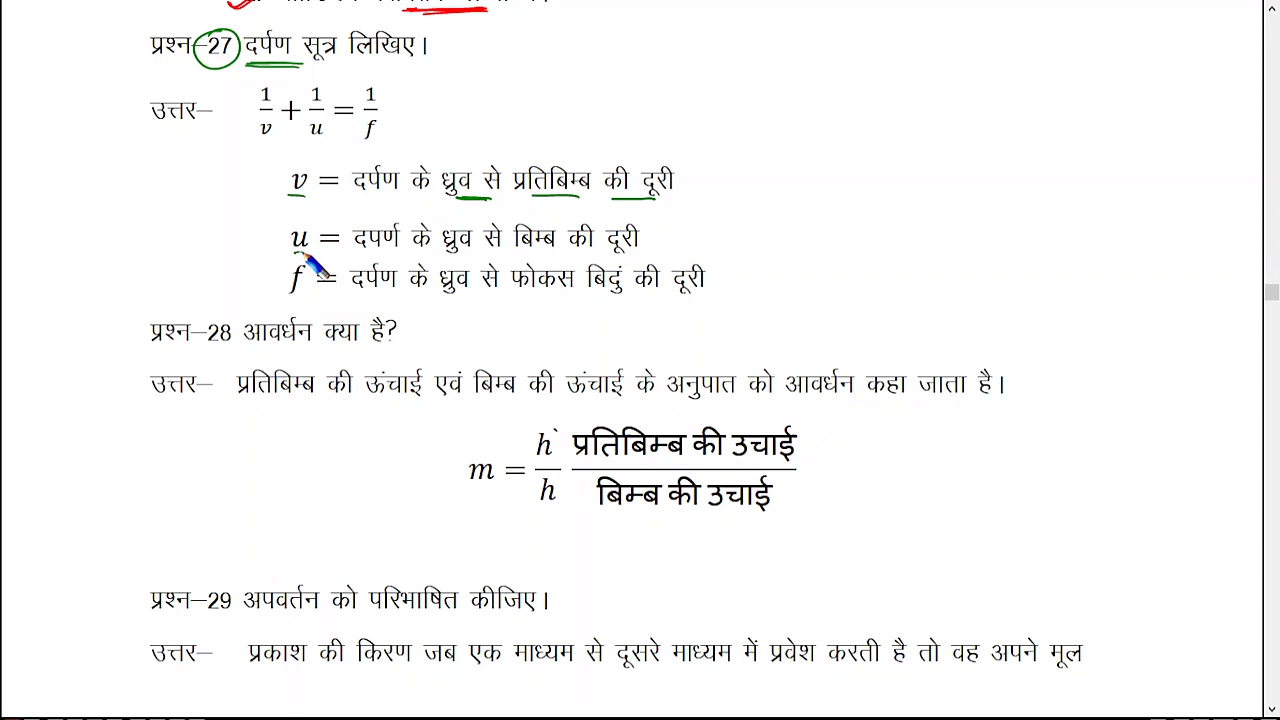 प्रश्न–27 दर्पण सूत्र लिखिए।
उत्तर– 1/v + 1/u = 1/f
v = दर्पण के ध्रुव से प्रतिबिम्ब की दूरी
u = दपर्ण के ध्रुव से बिम्ब की दूरी
f = दर्पण के ध्रुव से फोकस बिदुं की दूरी
प्रश्न–28 आवर्धन क्या है?
उत्तर– प्रतिबिम्ब की ऊंचाई एवं बिम्ब की ऊंचाई के अनुपात को आवर्धन कहा जाता है।
m = h`/h प्रतिबिम्ब की उचाई/बिम्ब की उचाई
प्रश्न–29 अपवर्तन को परिभाषित कीजिए।
उत्तर– प्रकाश की किरण जब एक माध्यम से दूसरे माध्यम में प्रवेश करती है तो वह अपने मूल